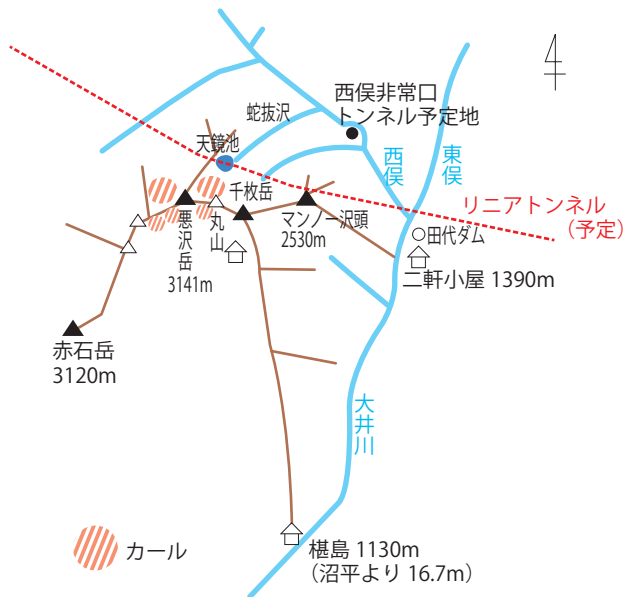 西俣非常口
トンネル予定地
蛇抜沢
天鏡池
西俣
東俣
千枚岳
リニアトンネル
（予定）
マンノー沢頭
2530m
田代ダム
丸山
悪沢岳
3141m
二軒小屋 1390m
赤石岳
3120m
大井川
カール
椹島 1130m
（沼平より 16.7m）